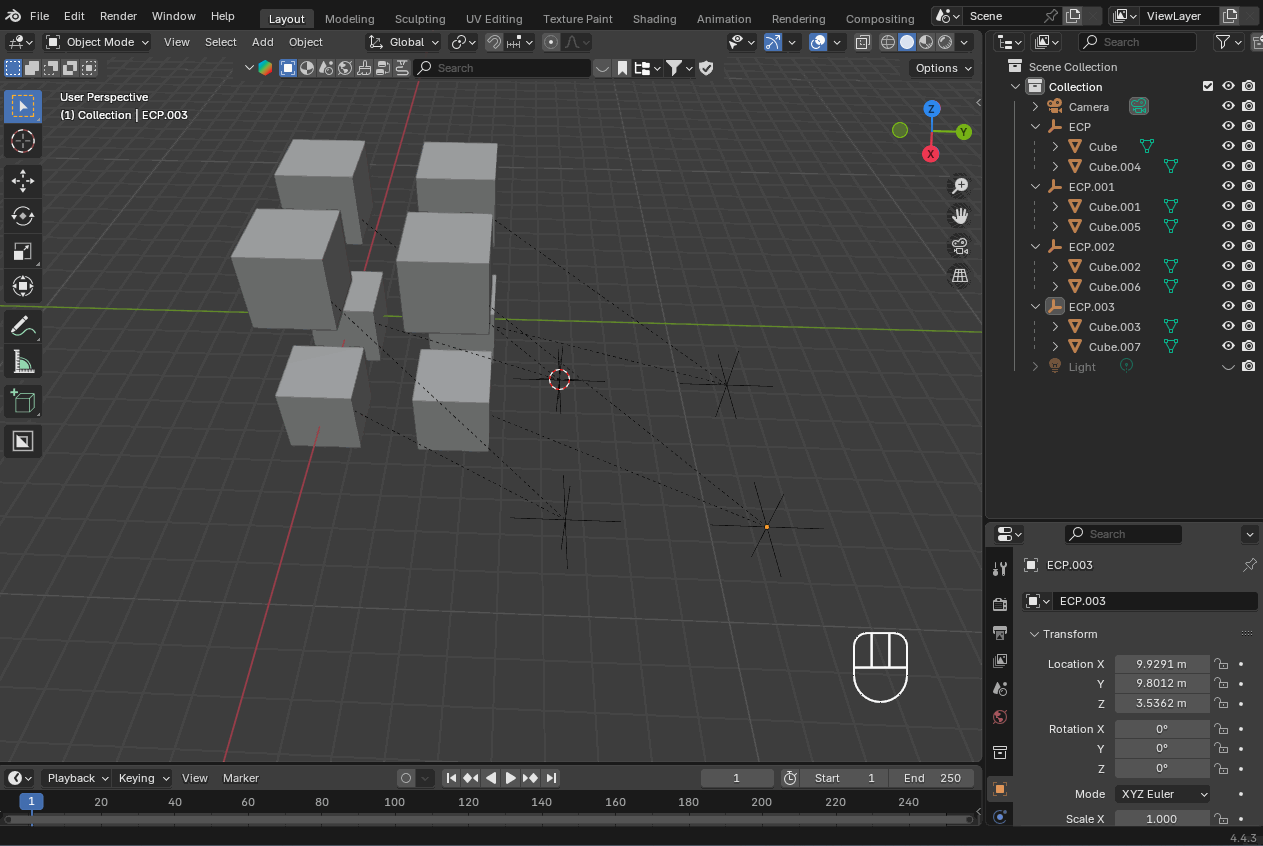 File Edit Render Window Help Layout Modeling Sculpting UV Editing Texture Paint Shading Animation Rendering Compositing Scene ViewLayer
Object Mode View Select Add Object Global Search
Search Options
User Perspective
(1) Collection | ECP.003
Z
Y
X
Scene Collection
Collection
Camera
ECP
Cube
Cube.004
ECP.001
Cube.001
Cube.005
ECP.002
Cube.002
Cube.006
ECP.003
Cube.003
Cube.007
Light
Search
ECP.003
ECP.003
Transform
Location X 9.9291 m
Y 9.8012 m
Z 3.5362 m
Rotation X 0°
Y 0°
Z 0°
Mode XYZ Euler
Scale X 1.000
Playback Keying View Marker 1 Start 1 End 250
1 20 40 60 80 100 120 140 160 180 200 220 240
4.4.3